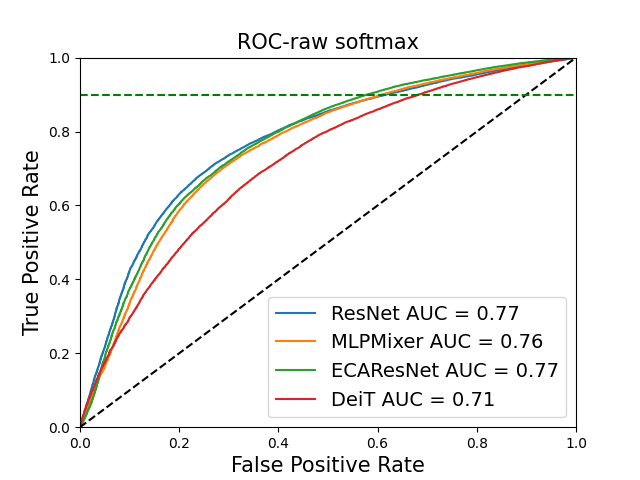 ROC-raw softmax
True Positive Rate
1.0
0.8
0.6
0.4
0.2
0.0
ResNet AUC = 0.77
MLPMixer AUC = 0.76
ECAResNet AUC = 0.77
DeiT AUC = 0.71
0.0 0.2 0.4 0.6 0.8 1.0
False Positive Rate